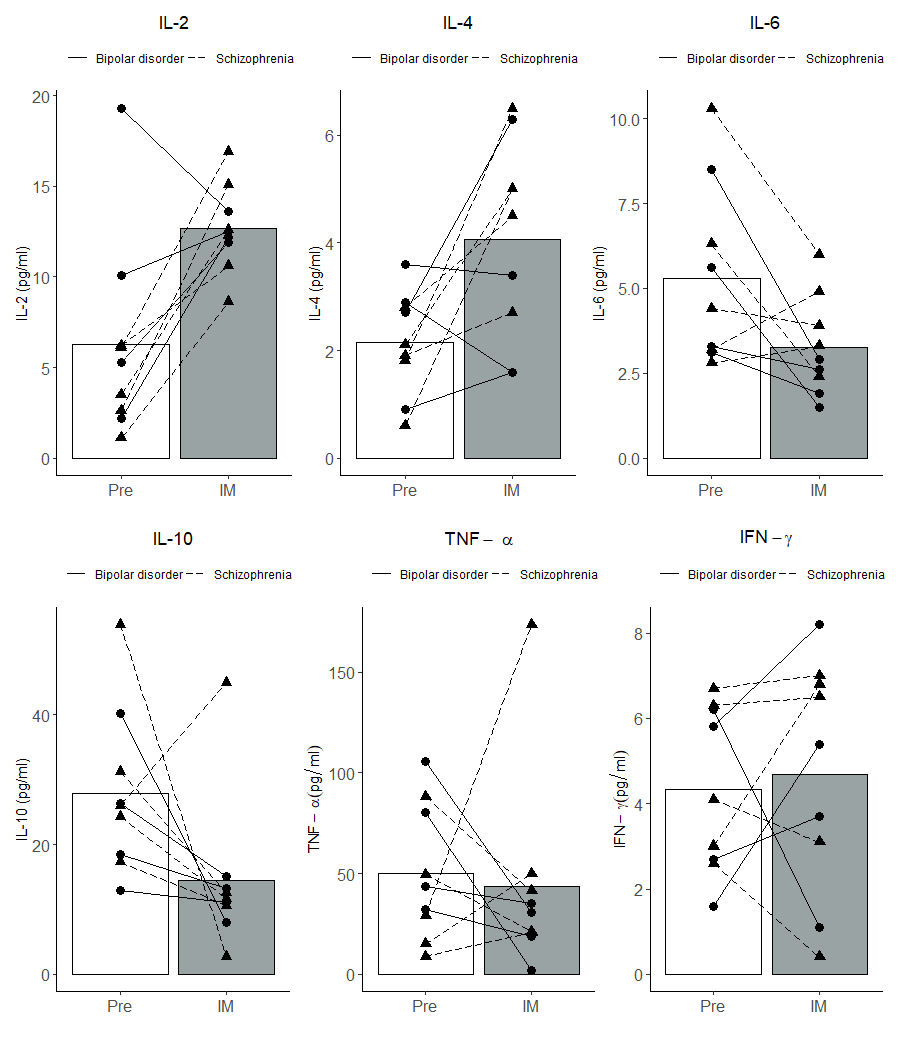 IL-2
Bipolar disorder Schizophrenia
20
15
10
5
0
IL-2 (pg/ml)
Pre IM
IL-4
Bipolar disorder Schizophrenia
6
4
2
0
IL-4 (pg/ml)
Pre IM
IL-6
Bipolar disorder Schizophrenia
10.0
7.5
5.0
2.5
0.0
IL-6 (pg/ml)
Pre IM
IL-10
Bipolar disorder Schizophrenia
40
20
0
IL-10 (pg/ml)
Pre IM
TNF − α
Bipolar disorder Schizophrenia
150
100
50
0
TNF − α(pg/ ml)
Pre IM
IFN − γ
Bipolar disorder Schizophrenia
8
6
4
2
0
IFN − γ(pg/ ml)
Pre IM